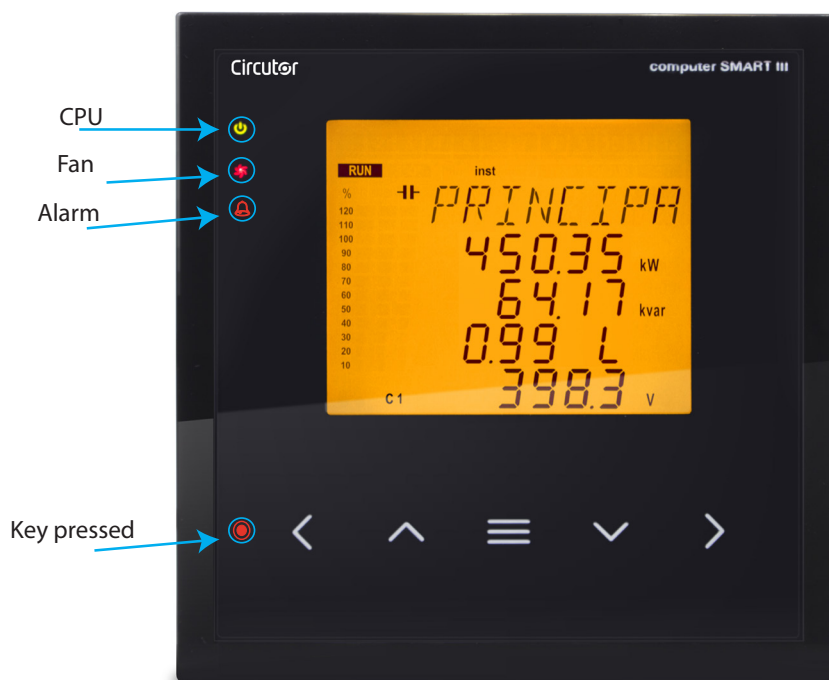 Circutor computer SMART III
CPU
Fan
Alarm
RUN inst
%
PRINCIPA
120
110
100
90
80
70
60
50
40
30
20
10
450.35 kW
64.17 kvar
0.99 L
C 1 398.3 V
Key pressed